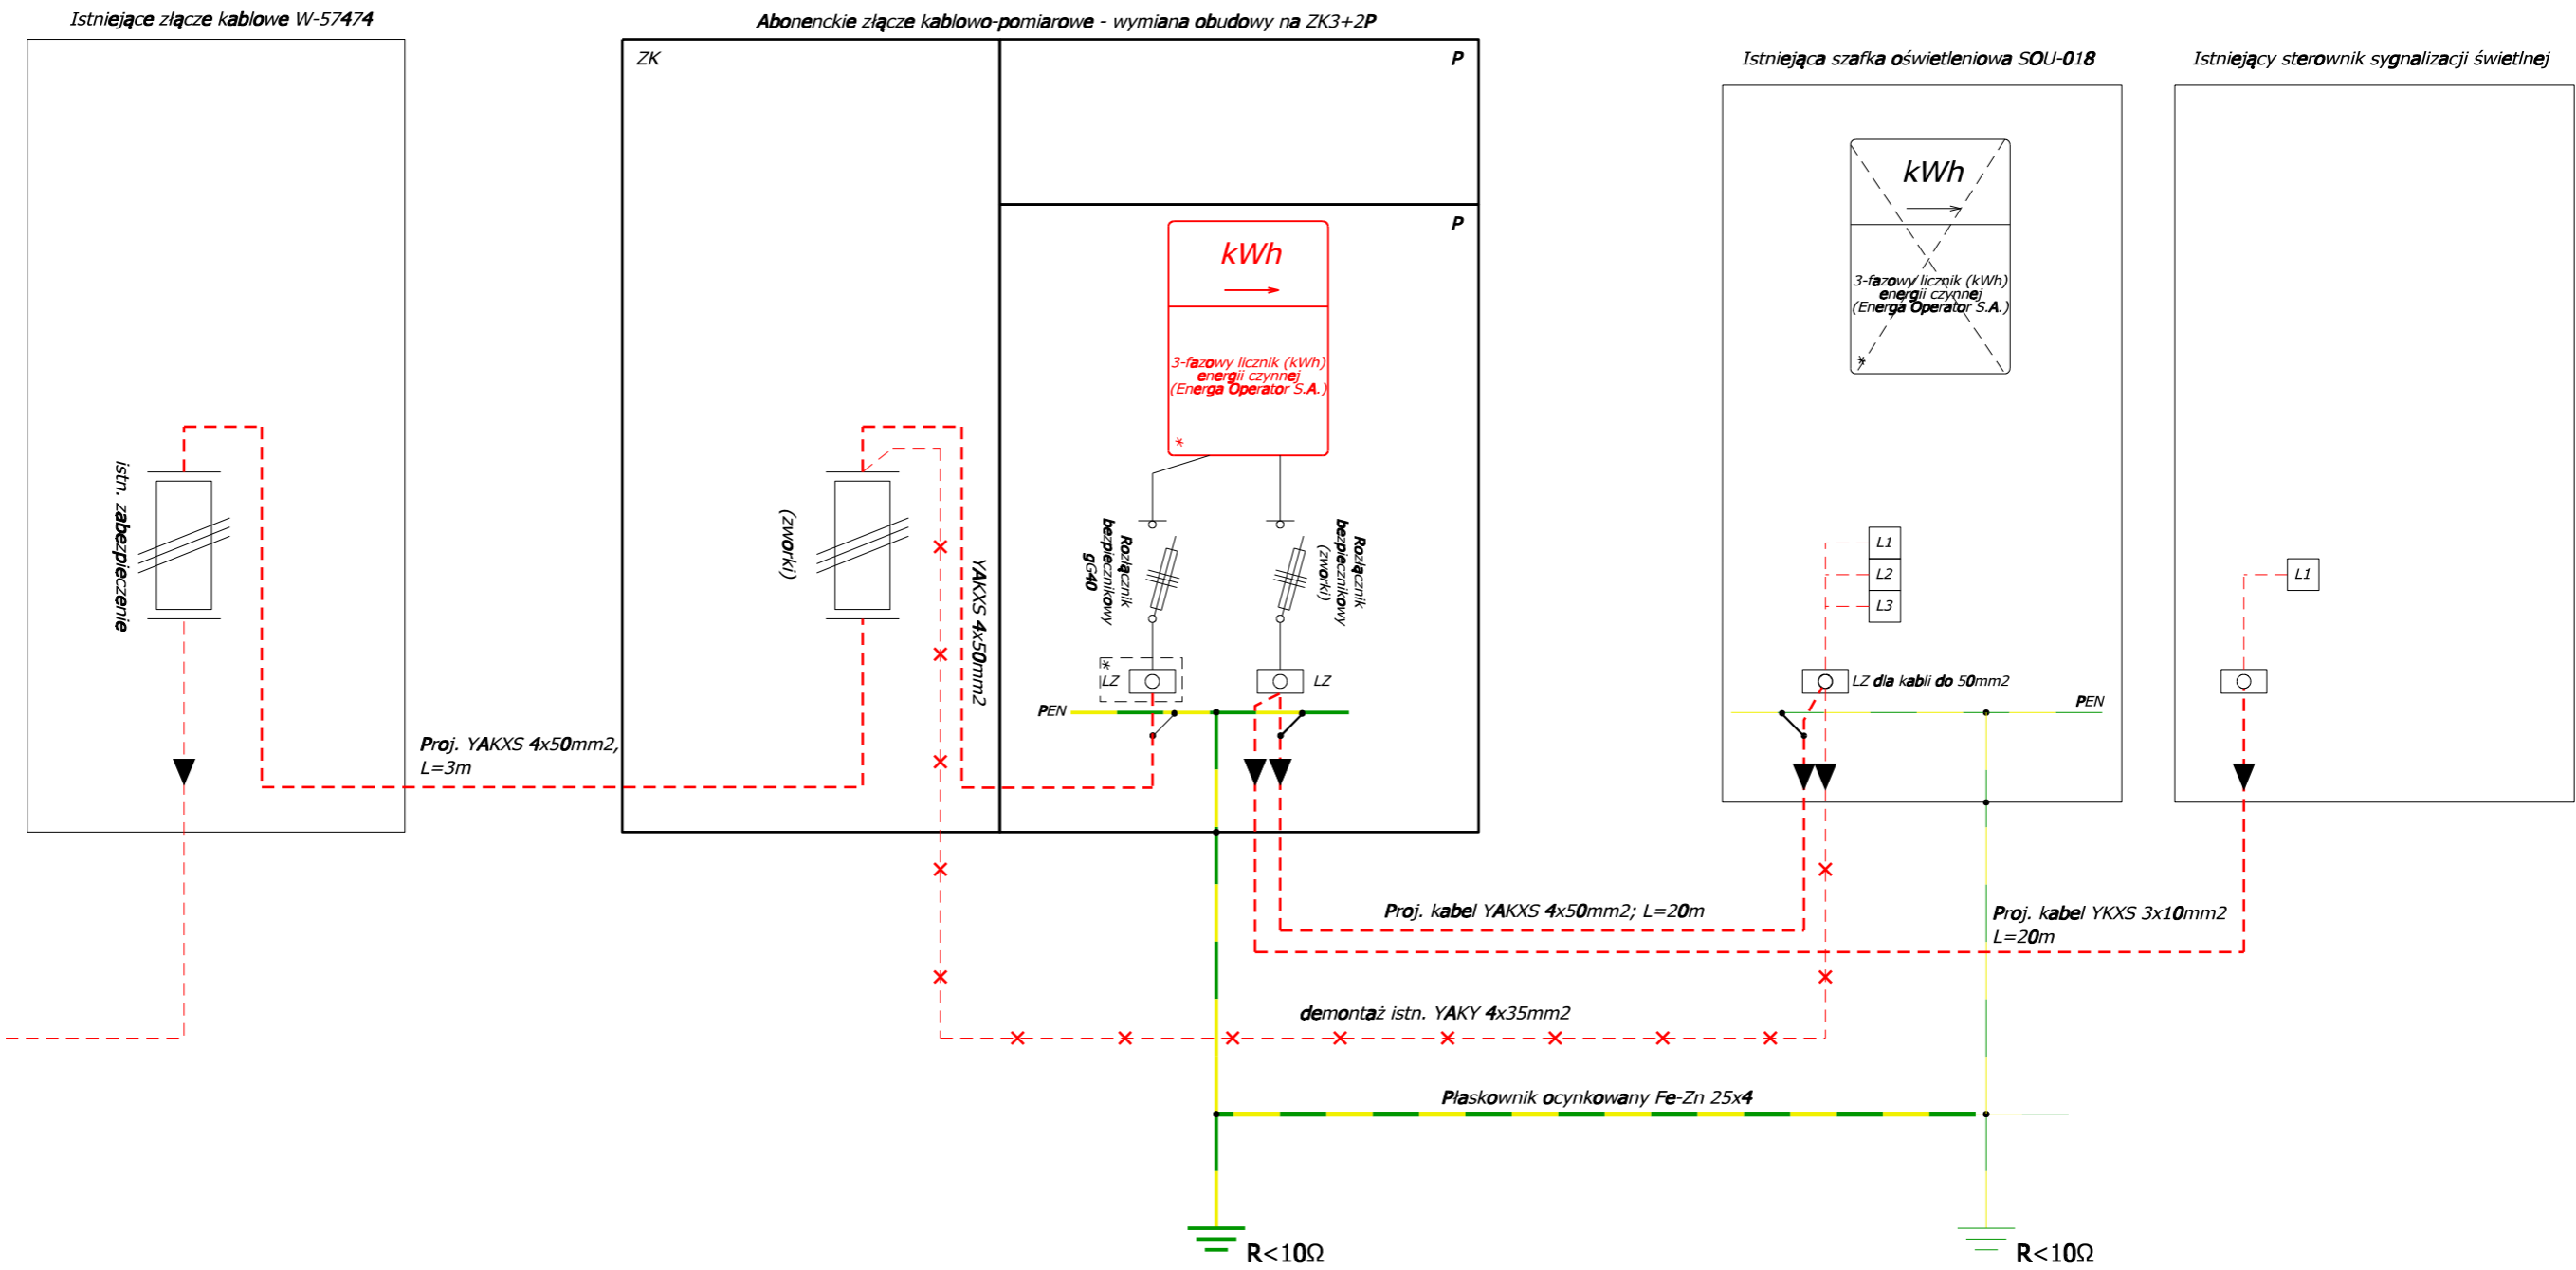 Istniejące złącze kablowe W-57474
Abonenckie złącze kablowo-pomiarowe - wymiana obudowy na ZK3+2P
Istniejąca szafka oświetleniowa SOU-018
Istniejący sterownik sygnalizacji świetlnej
ZK
P
P
kWh
3-fazowy licznik (kWh)
energii czynnej
(Energa Operator S.A.)
*
kWh
3-fazowy licznik (kWh)
energii czynnej
(Energa Operator S.A.)
*
istn. zabezpieczenie
(zworki)
YAKXS 4x50mm2
Rozłącznik
bezpiecznikowy
gG40
Rozłącznik
bezpiecznikowy
(zworki)
L1
L2
L3
L1
*
LZ
LZ
LZ dla kabli do 50mm2
PEN
PEN
Proj. YAKXS 4x50mm2,
L=3m
Proj. kabel YAKXS 4x50mm2; L=20m
Proj. kabel YKXS 3x10mm2
L=20m
demontaż istn. YAKY 4x35mm2
Płaskownik ocynkowany Fe-Zn 25x4
R<10Ω
R<10Ω